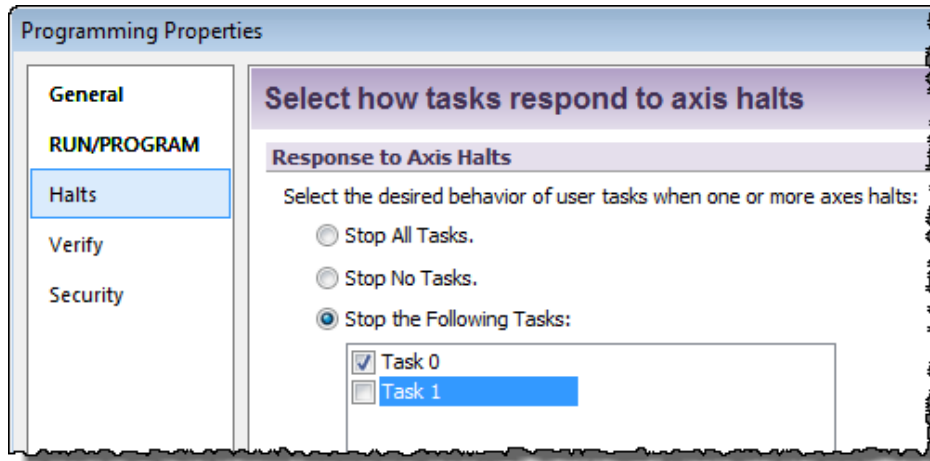 Programming Properties
General
RUN/PROGRAM
Halts
Verify
Security
Select how tasks respond to axis halts
Response to Axis Halts
Select the desired behavior of user tasks when one or more axes halts:
Stop All Tasks.
Stop No Tasks.
Stop the Following Tasks:
Task 0
Task 1